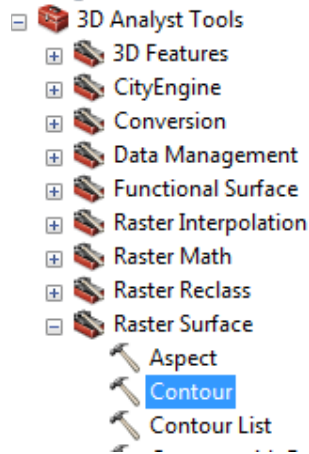 3D Analyst Tools
3D Features
CityEngine
Conversion
Data Management
Functional Surface
Raster Interpolation
Raster Math
Raster Reclass
Raster Surface
Aspect
Contour
Contour List